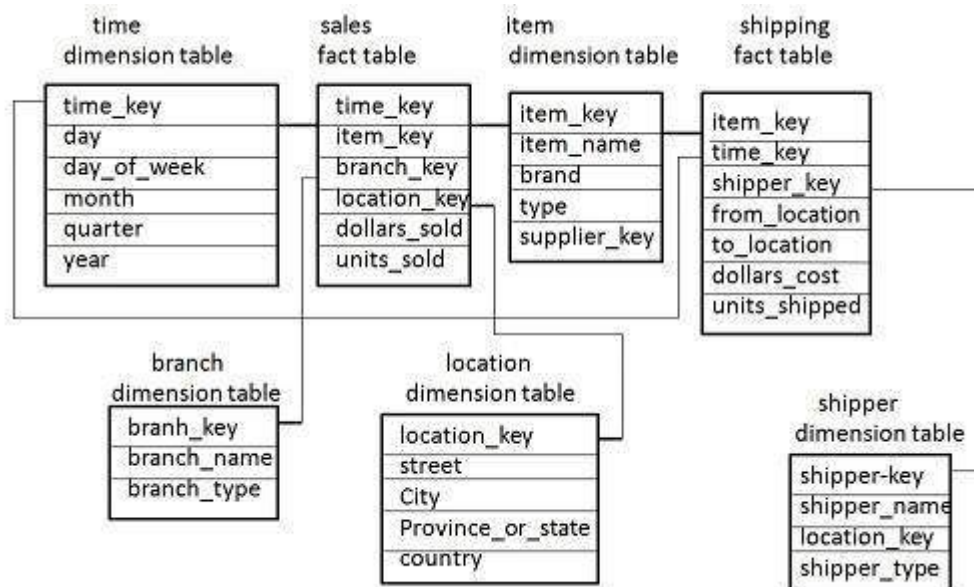 time
dimension table
time_key
day
day_of_week
month
quarter
year
sales
fact table
time_key
item_key
branch_key
location_key
dollars_sold
units_sold
item
dimension table
item_key
item_name
brand
type
supplier_key
shipping
fact table
item_key
time_key
shipper_key
from_location
to_location
dollars_cost
units_shipped
branch
dimension table
branh_key
branch_name
branch_type
location
dimension table
location_key
street
City
Province_or_state
country
shipper
dimension table
shipper-key
shipper_name
location_key
shipper_type